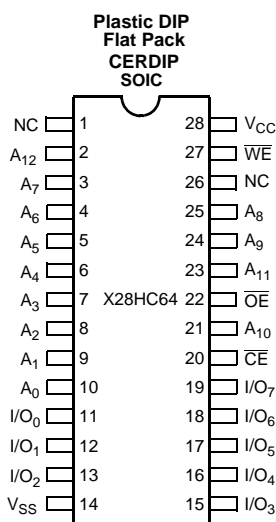 Plastic DIP
Flat Pack
CERDIP
SOIC
NC 1 28 VCC
A12 2 27 WE
A7 3 26 NC
A6 4 25 A8
A5 5 24 A9
A4 6 23 A11
A3 7 X28HC64 22 OE
A2 8 21 A10
A1 9 20 CE
A0 10 19 I/O7
I/O0 11 18 I/O6
I/O1 12 17 I/O5
I/O2 13 16 I/O4
VSS 14 15 I/O3